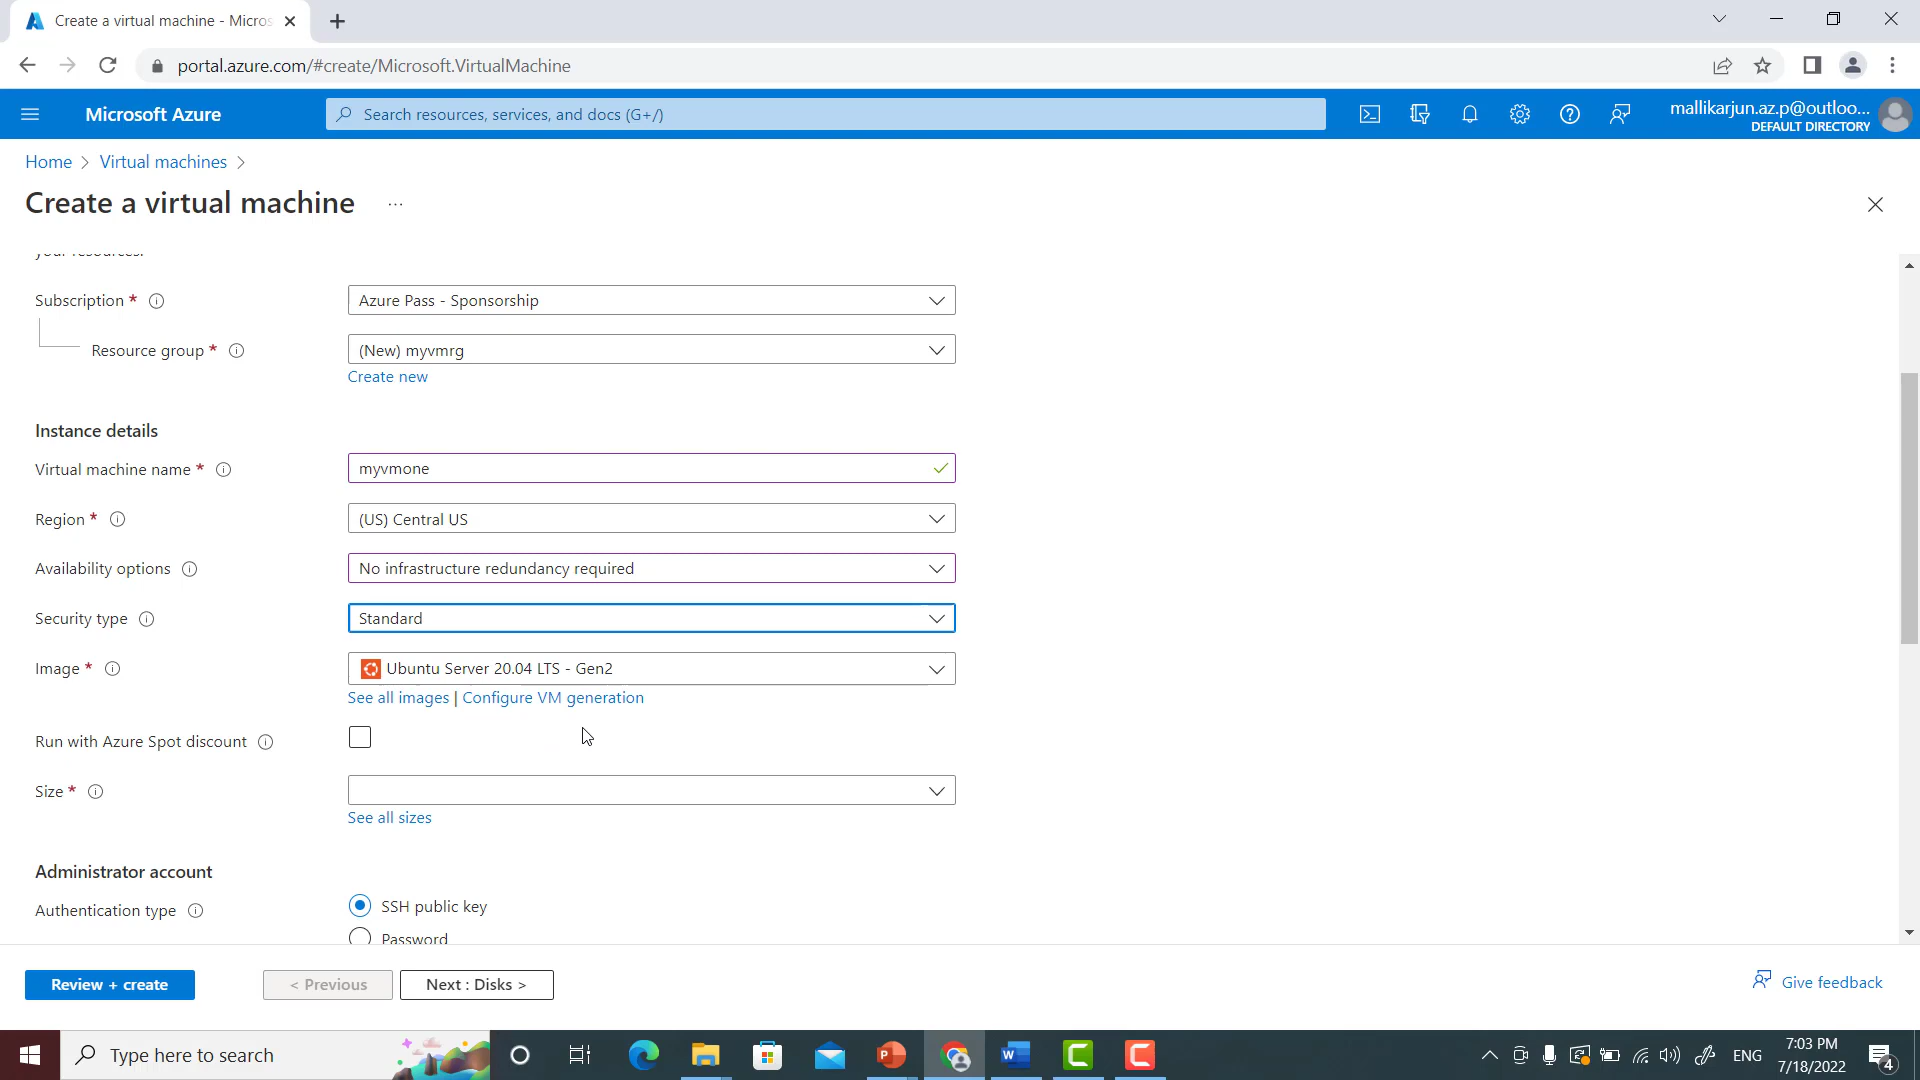 Create a virtual machine - Micros
portal.azure.com/#create/Microsoft.VirtualMachine
Microsoft Azure
Search resources, services, and docs (G+/)
mallikarjun.az.p@outloo...
DEFAULT DIRECTORY
Home > Virtual machines >
Create a virtual machine ...
your resources.
Subscription *
Azure Pass - Sponsorship
Resource group *
(New) myvmrg
Create new
Instance details
Virtual machine name *
myvmone
Region *
(US) Central US
Availability options
No infrastructure redundancy required
Security type
Standard
Image *
Ubuntu Server 20.04 LTS - Gen2
See all images | Configure VM generation
Run with Azure Spot discount
Size *
See all sizes
Administrator account
Authentication type
SSH public key
Password
Review + create
< Previous
Next : Disks >
Give feedback
Type here to search
ENG
7:03 PM
7/18/2022
4